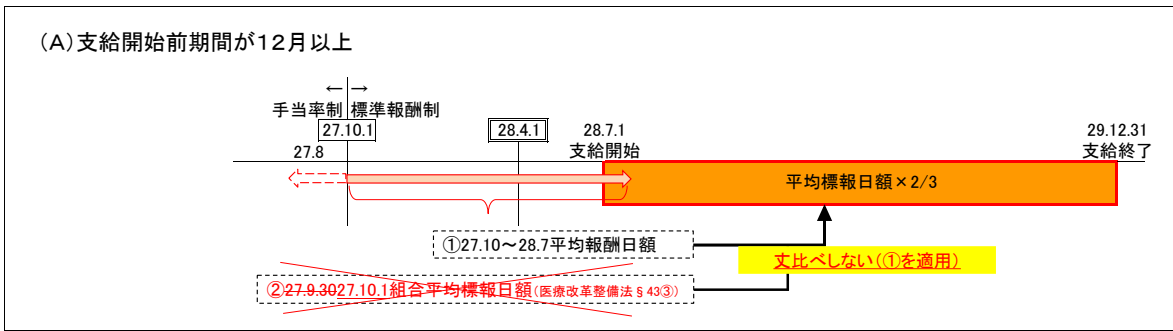 (A)支給開始前期間が12月以上
← →
手当率制 標準報酬制
27.10.1
28.4.1
28.7.1
29.12.31
27.8
支給開始
支給終了
平均標報日額×2/3
①27.10~28.7平均報酬日額
丈比べしない(①を適用)
②27.9.3027.10.1組合平均標報日額(医療改革整備法§43③)